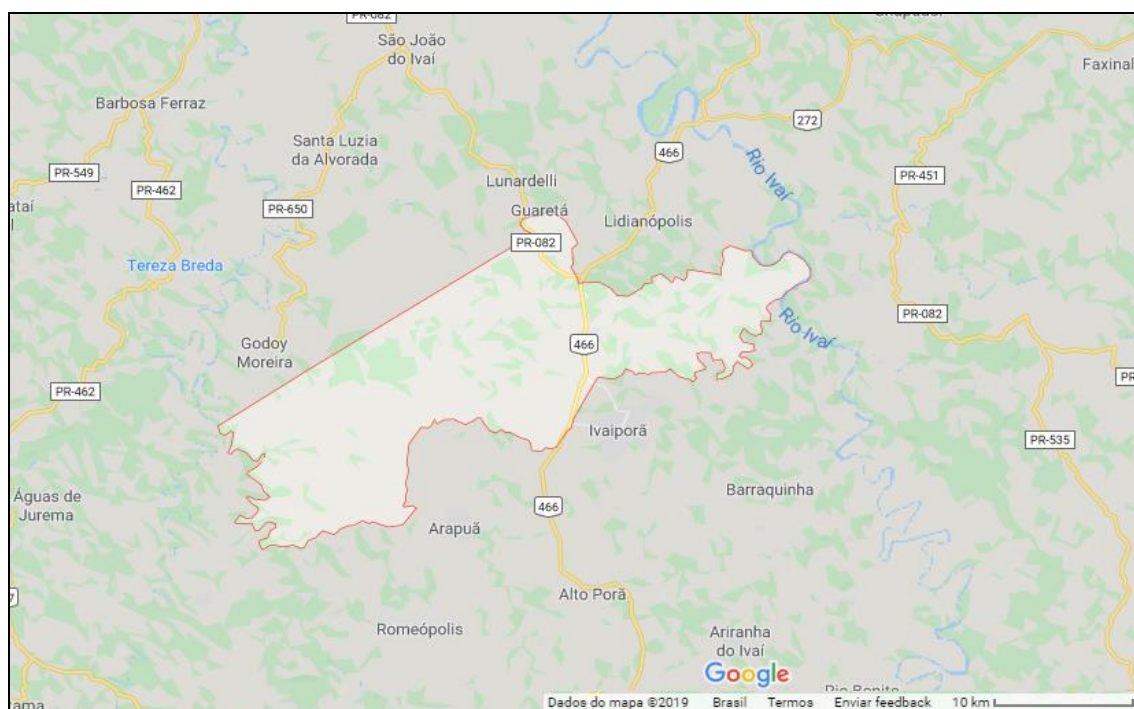 PR-082
São João
do Ivaí
Faxinal
Barbosa Ferraz
272
Santa Luzia
da Alvorada
466
Rio Ivaí
PR-549
PR-462
PR-451
Lunardelli
PR-650
Guaretá
Lidianópolis
PR-082
Tereza Breda
PR-082
Rio Ivaí
Godoy
Moreira
466
PR-462
Ivaiporã
PR-535
Águas de
Jurema
Barraquinha
466
Arapuã
Alto Porã
Romeópolis
Ariranha
do Ivaí
Google
Dados do mapa ©2019 Brasil Termos Enviar feedback 10 km